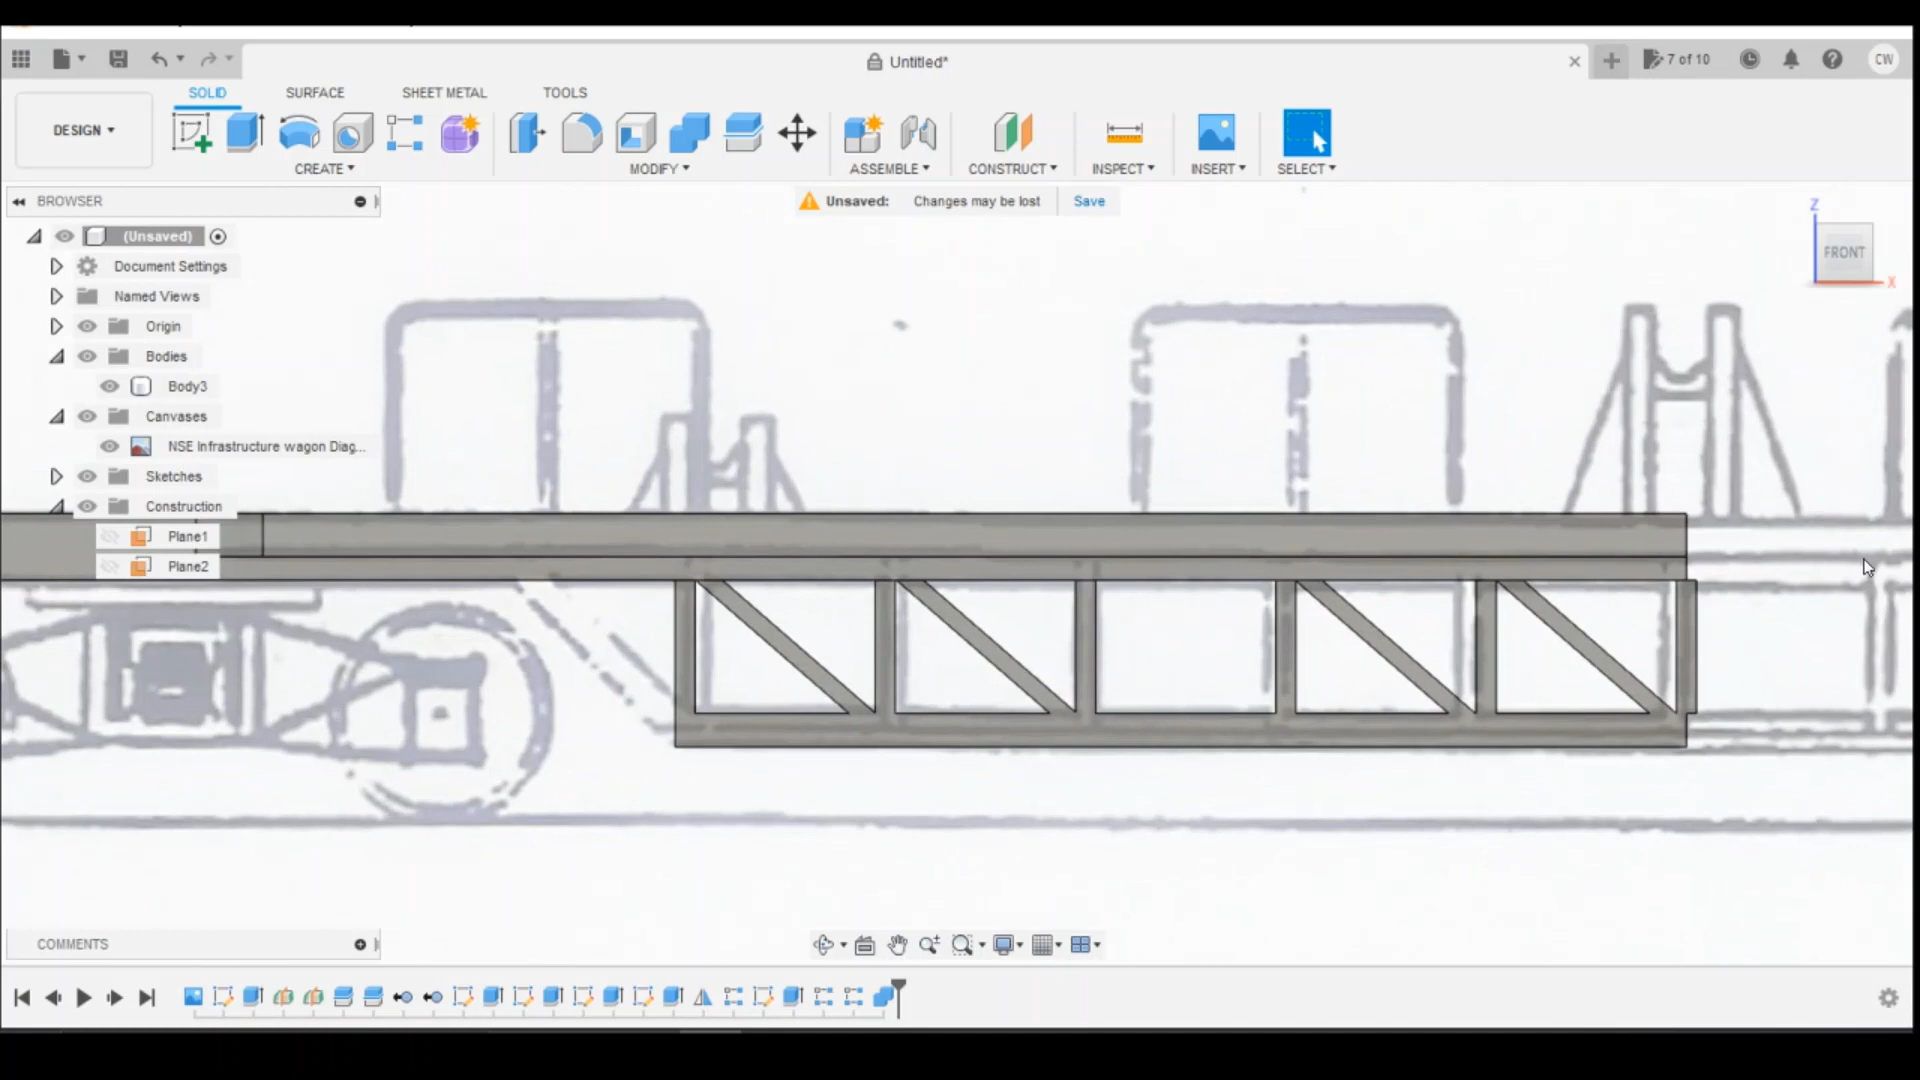 Untitled*
7 of 10
CW
DESIGN
SOLID
SURFACE
SHEET METAL
TOOLS
CREATE
MODIFY
ASSEMBLE
CONSTRUCT
INSPECT
INSERT
SELECT
BROWSER
Unsaved: Changes may be lost Save
(Unsaved)
Document Settings
Named Views
Origin
Bodies
Body3
Canvases
NSE Infrastructure wagon Diag...
Sketches
Construction
Plane1
Plane2
Z
FRONT
X
COMMENTS